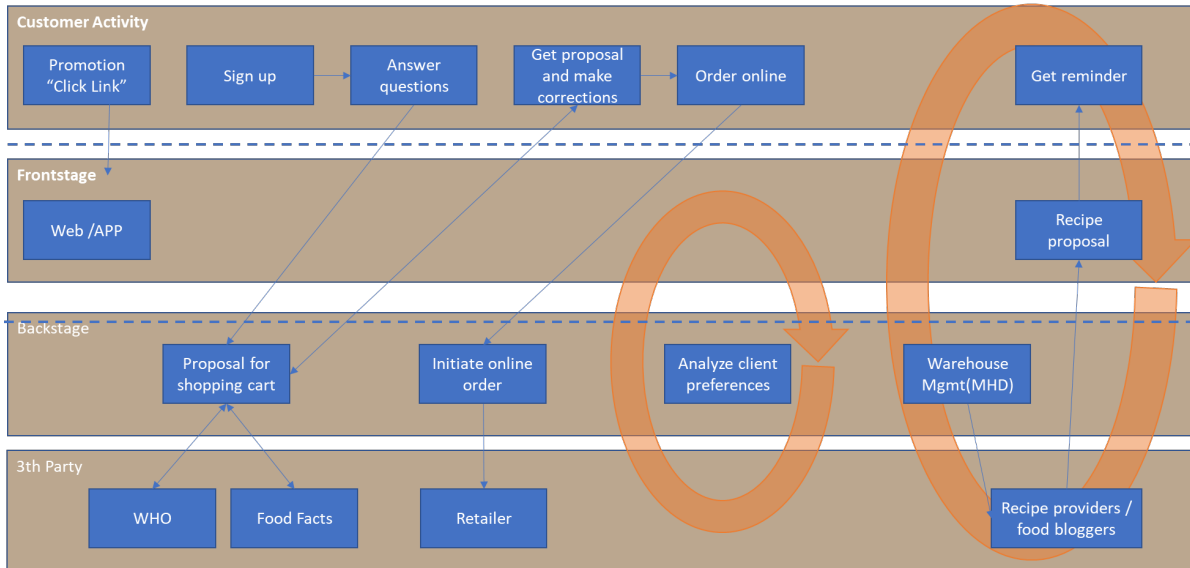 Customer Activity
Promotion
“Click Link”
Sign up
Answer
questions
Get proposal
and make
corrections
Order online
Get reminder
Frontstage
Web /APP
Recipe
proposal
Backstage
Proposal for
shopping cart
Initiate online
order
Analyze client
preferences
Warehouse
Mgmt(MHD)
3th Party
WHO
Food Facts
Retailer
Recipe providers /
food bloggers